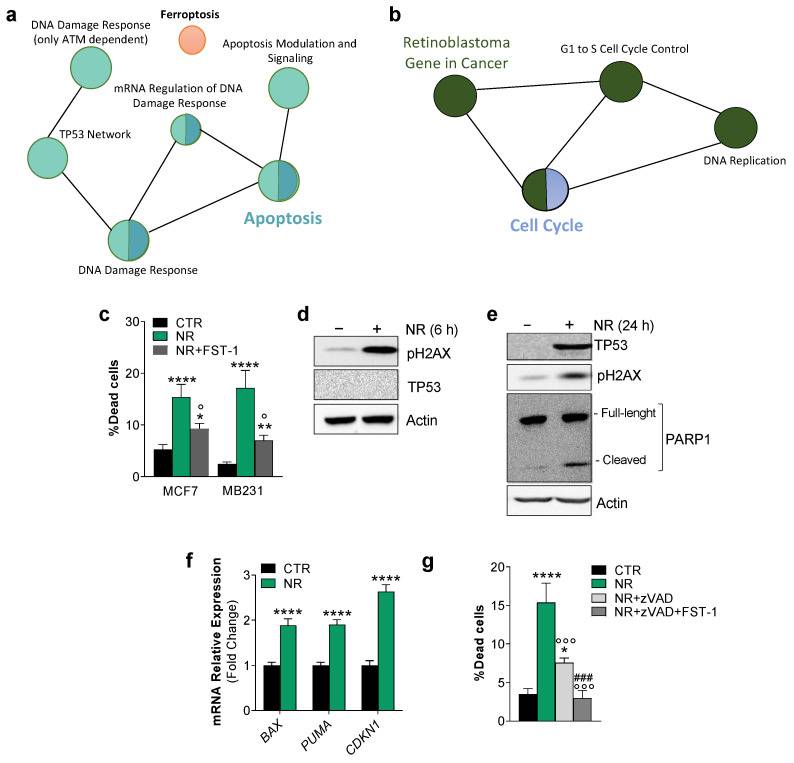 a
DNA Damage Response
(only ATM dependent)
Ferroptosis
Apoptosis Modulation and
Signaling
mRNA Regulation of DNA
Damage Response
TP53 Network
Apoptosis
DNA Damage Response
b
Retinoblastoma
Gene in Cancer
G1 to S Cell Cycle Control
DNA Replication
Cell Cycle
c
%Dead cells
30
20
10
0
CTR
NR
NR+FST-1
****
° *
****
° **
MCF7
MB231
d
− + NR (6 h)
pH2AX
TP53
Actin
e
− + NR (24 h)
TP53
pH2AX
- Full-lenght
- Cleaved
PARP1
Actin
f
mRNA Relative Expression
(Fold Change)
3
2
1
0
CTR
NR
****
****
****
BAX
PUMA
CDKN1
g
%Dead cells
20
15
10
5
0
****
°°°
*
###
°°°
CTR
NR
NR+zVAD
NR+zVAD+FST-1